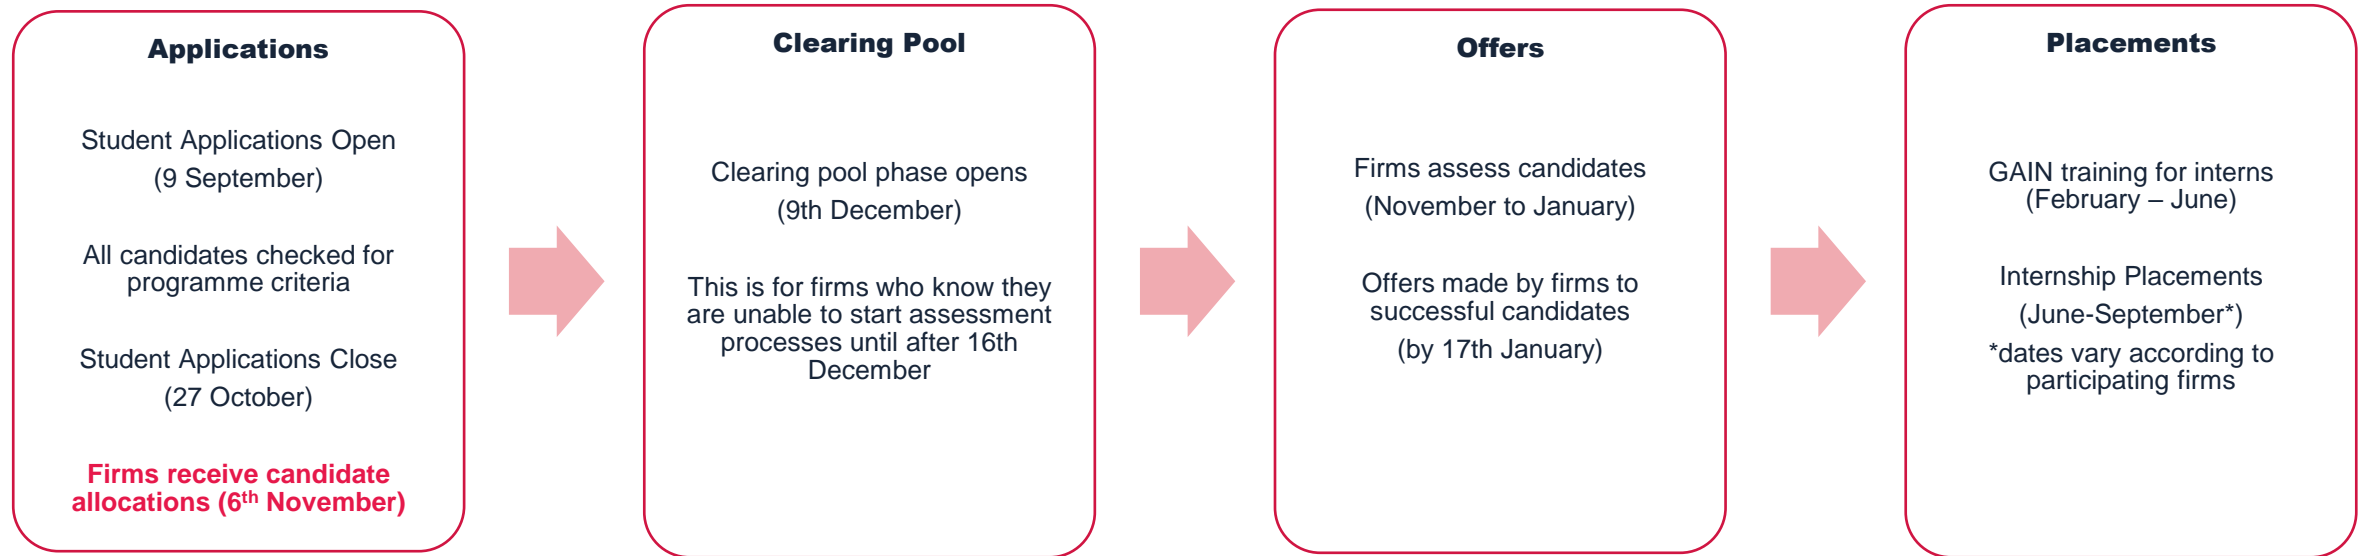 Applications
Student Applications Open
(9 September)
All candidates checked for
programme criteria
Student Applications Close
(27 October)
Firms receive candidate
allocations (6th November)
Clearing Pool
Clearing pool phase opens
(9th December)
This is for firms who know they
are unable to start assessment
processes until after 16th
December
Offers
Firms assess candidates
(November to January)
Offers made by firms to
successful candidates
(by 17th January)
Placements
GAIN training for interns
(February – June)
Internship Placements
(June-September*)
*dates vary according to
participating firms